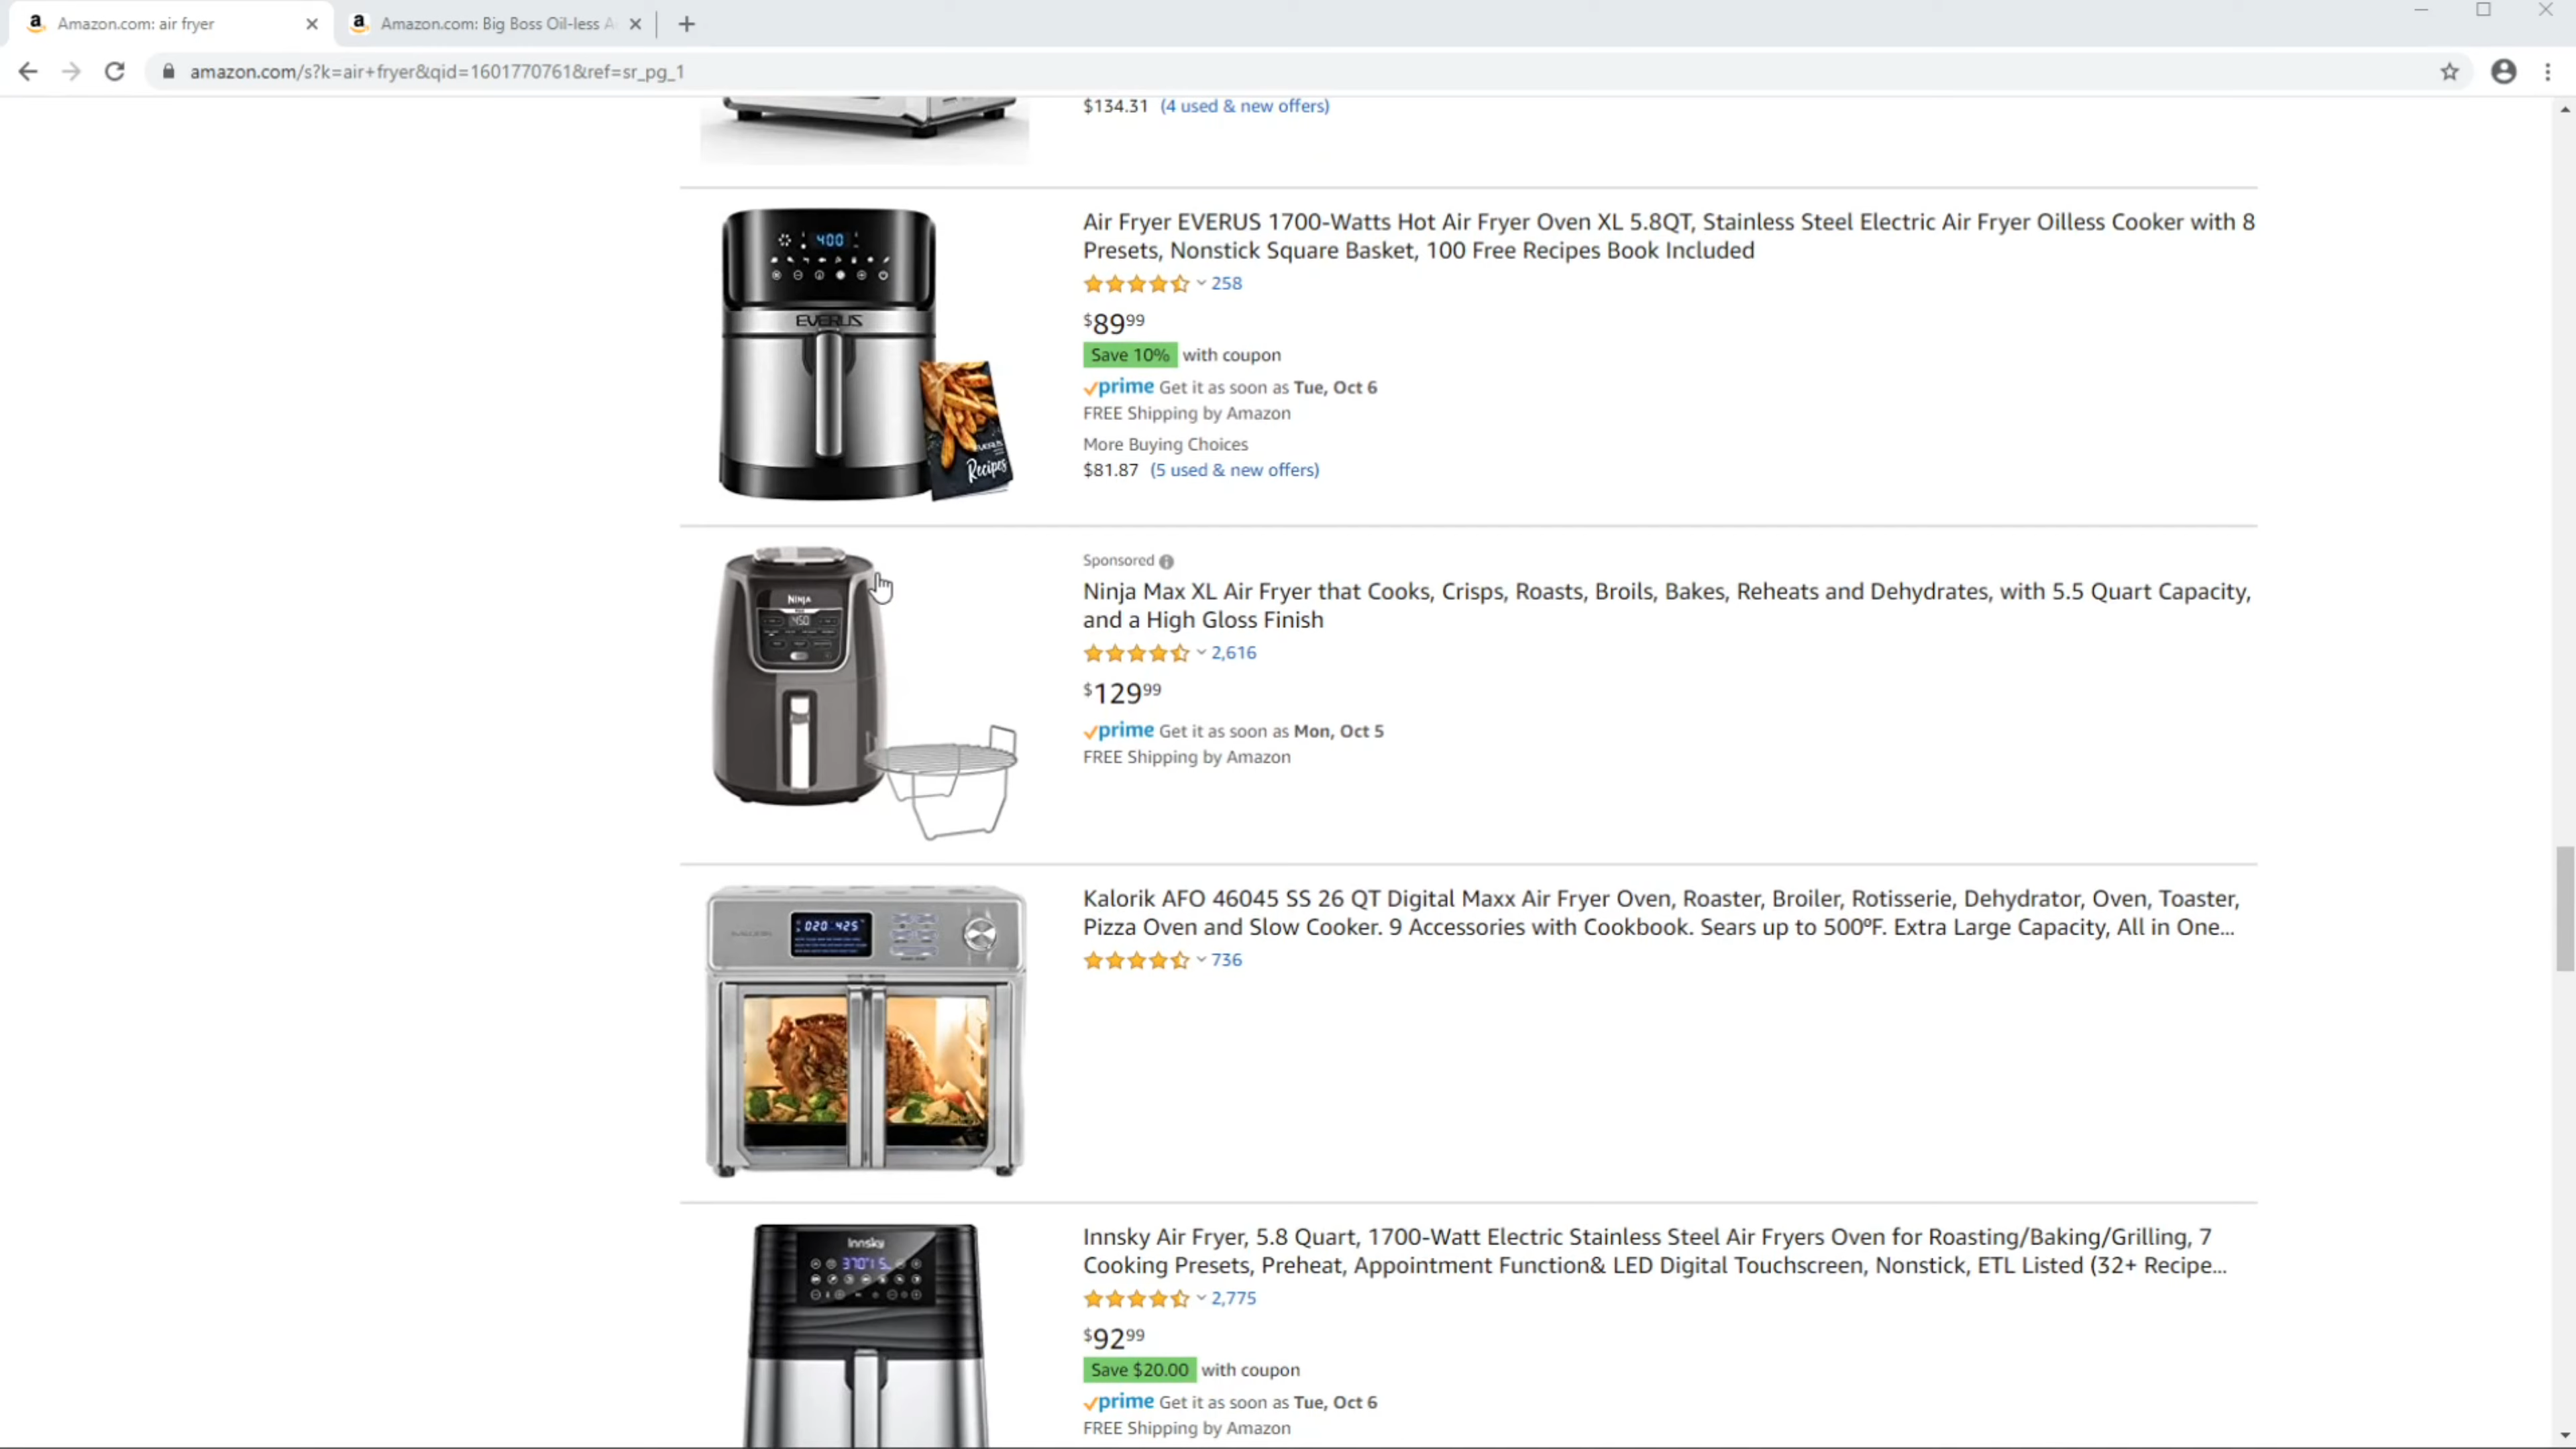 Amazon.com: air fryer
Amazon.com: Big Boss Oil-less A
amazon.com/s?k=air+fryer&qid=1601770761&ref=sr_pg_1
$134.31 (4 used & new offers)
400
EVERUS
EVERUS
Recipes
Air Fryer EVERUS 1700-Watts Hot Air Fryer Oven XL 5.8QT, Stainless Steel Electric Air Fryer Oilless Cooker with 8
Presets, Nonstick Square Basket, 100 Free Recipes Book Included
258
$89.99
Save 10% with coupon
prime Get it as soon as Tue, Oct 6
FREE Shipping by Amazon
More Buying Choices
$81.87 (5 used & new offers)
NINJA
450
Sponsored
Ninja Max XL Air Fryer that Cooks, Crisps, Roasts, Broils, Bakes, Reheats and Dehydrates, with 5.5 Quart Capacity,
and a High Gloss Finish
2,616
$129.99
prime Get it as soon as Mon, Oct 5
FREE Shipping by Amazon
020 425
Kalorik AFO 46045 SS 26 QT Digital Maxx Air Fryer Oven, Roaster, Broiler, Rotisserie, Dehydrator, Oven, Toaster,
Pizza Oven and Slow Cooker. 9 Accessories with Cookbook. Sears up to 500ºF. Extra Large Capacity, All in One...
736
Innsky
Innsky Air Fryer, 5.8 Quart, 1700-Watt Electric Stainless Steel Air Fryers Oven for Roasting/Baking/Grilling, 7
Cooking Presets, Preheat, Appointment Function& LED Digital Touchscreen, Nonstick, ETL Listed (32+ Recipe...
2,775
$92.99
Save $20.00 with coupon
prime Get it as soon as Tue, Oct 6
FREE Shipping by Amazon